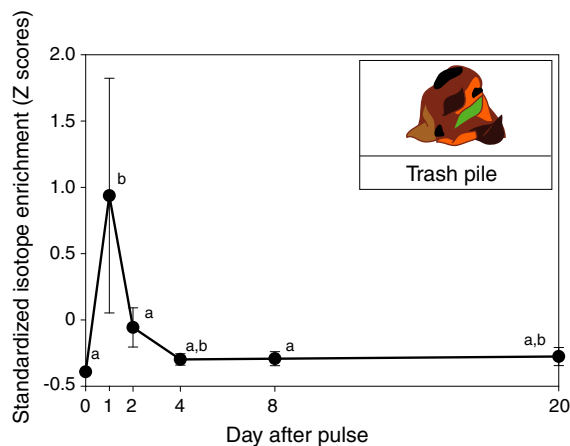 Standardized isotope enrichment (Z scores)
2.0
1.5
1.0
0.5
0
-0.5
a
b
a
a,b
a
a,b
Trash pile
0 1 2 4 8 20
Day after pulse